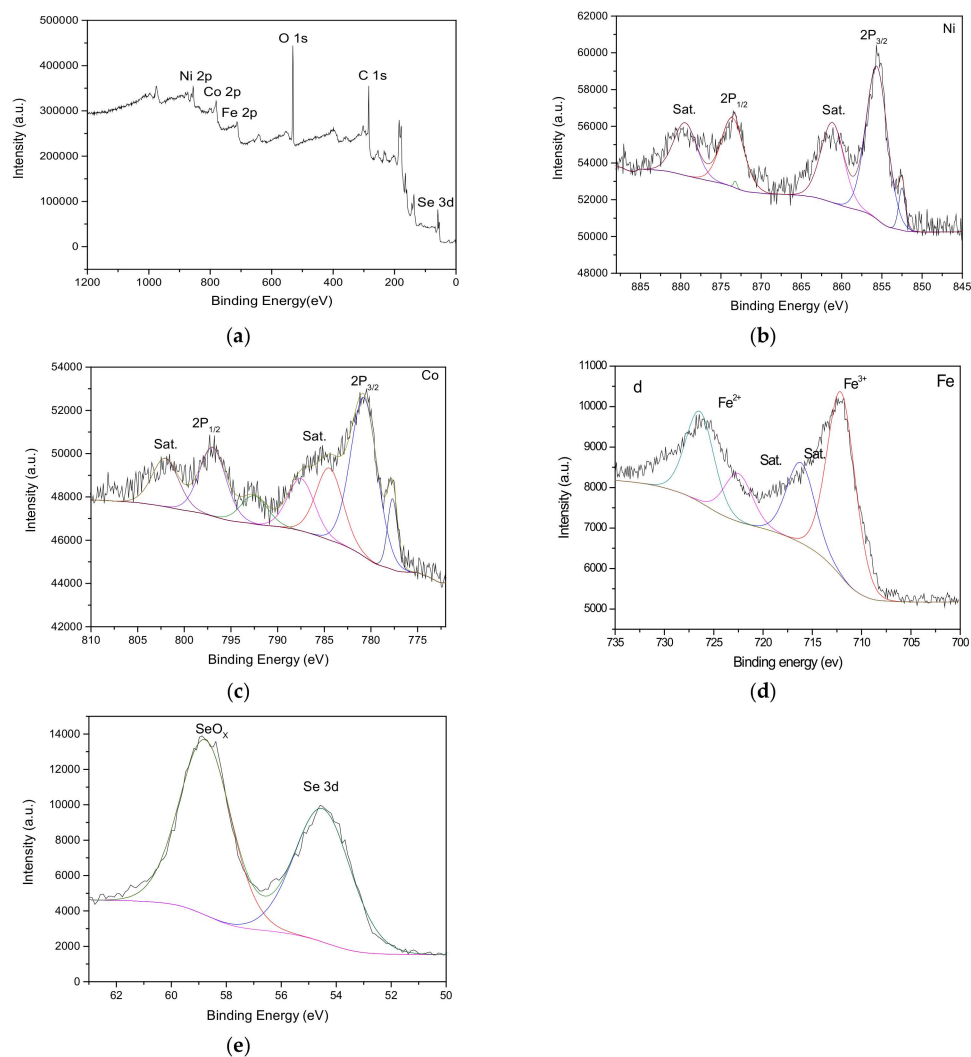 500000
400000
300000
200000
100000
0
Intensity (a.u.)
O 1s
C 1s
Ni 2p
Co 2p
Fe 2p
Se 3d
1200 1000 800 600 400 200 0
Binding Energy(eV)
(a)
62000
60000
58000
56000
54000
52000
50000
48000
Intensity (a.u.)
Ni
2P3/2
Sat.
2P1/2
Sat.
885 880 875 870 865 860 855 850 845
Binding Energy (eV)
(b)
54000
52000
50000
48000
46000
44000
42000
Intensity (a.u.)
Co
2P3/2
2P1/2
Sat.
Sat.
810 805 800 795 790 785 780 775
Binding Energy (eV)
(c)
11000
10000
9000
8000
7000
6000
5000
Intensity (a.u.)
d
Fe
Fe3+
Fe2+
Sat.
Sat.
735 730 725 720 715 710 705 700
Binding energy (ev)
(d)
14000
12000
10000
8000
6000
4000
2000
0
Intensity (a.u.)
SeOX
Se 3d
62 60 58 56 54 52 50
Binding Energy (eV)
(e)